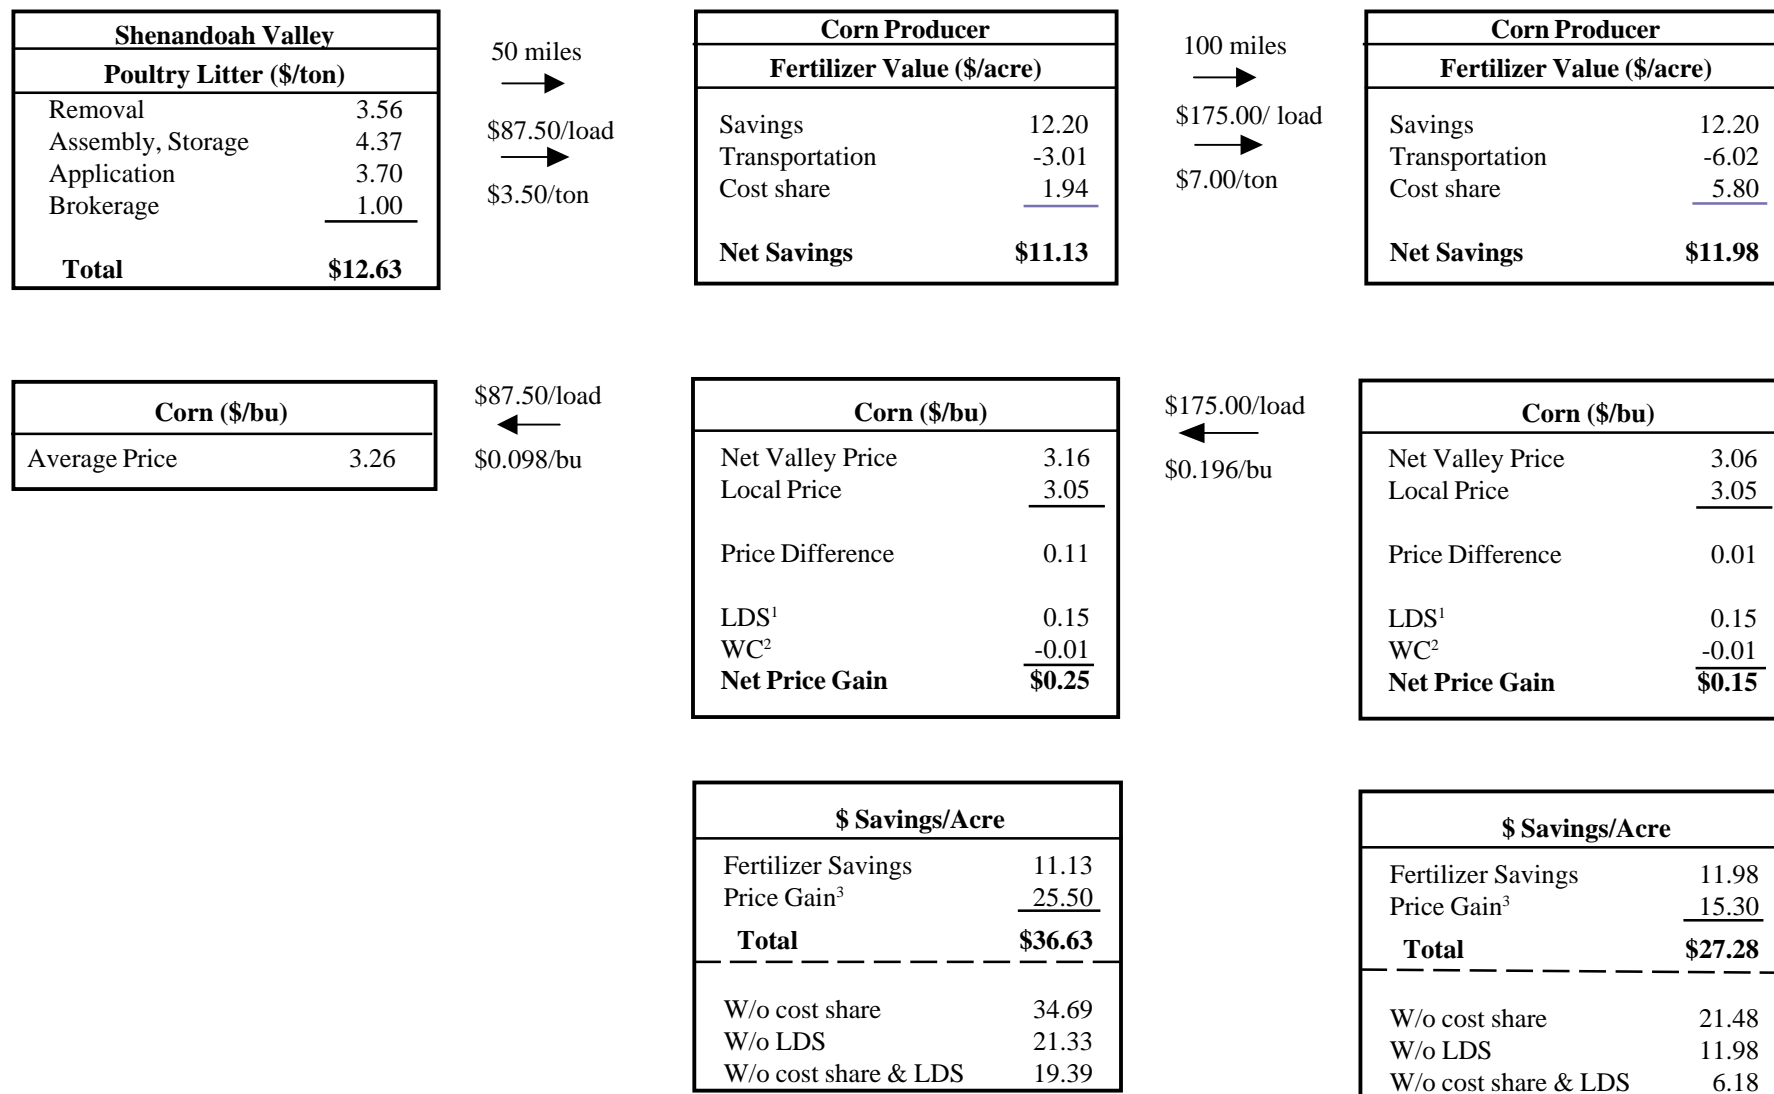 Shenandoah Valley
Poultry Litter ($/ton)
Removal 3.56
Assembly, Storage 4.37
Application 3.70
Brokerage 1.00
Total $12.63
50 miles
$87.50/load
$3.50/ton
Corn Producer
Fertilizer Value ($/acre)
Savings 12.20
Transportation -3.01
Cost share 1.94
Net Savings $11.13
100 miles
$175.00/ load
$7.00/ton
Corn Producer
Fertilizer Value ($/acre)
Savings 12.20
Transportation -6.02
Cost share 5.80
Net Savings $11.98
Corn ($/bu)
Average Price 3.26
$87.50/load
$0.098/bu
Corn ($/bu)
Net Valley Price 3.16
Local Price 3.05
Price Difference 0.11
LDS¹ 0.15
WC² -0.01
Net Price Gain $0.25
$175.00/load
$0.196/bu
Corn ($/bu)
Net Valley Price 3.06
Local Price 3.05
Price Difference 0.01
LDS¹ 0.15
WC² -0.01
Net Price Gain $0.15
$ Savings/Acre
Fertilizer Savings 11.13
Price Gain³ 25.50
Total $36.63
W/o cost share 34.69
W/o LDS 21.33
W/o cost share & LDS 19.39
$ Savings/Acre
Fertilizer Savings 11.98
Price Gain³ 15.30
Total $27.28
W/o cost share 21.48
W/o LDS 11.98
W/o cost share & LDS 6.18